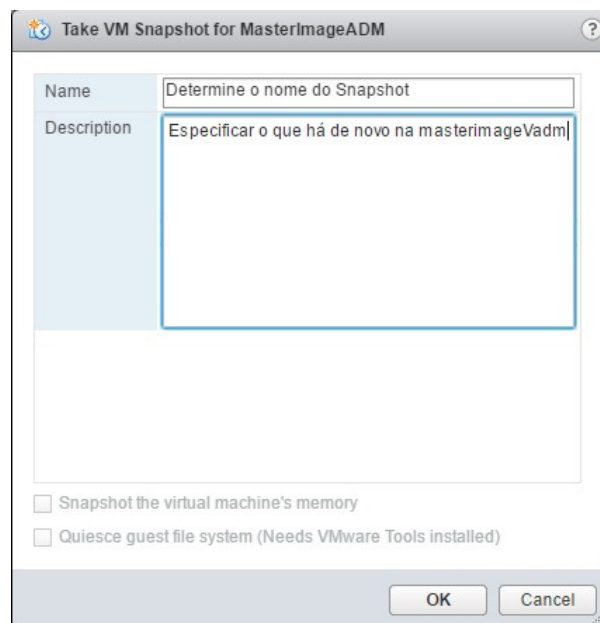 Take VM Snapshot for MasterImageADM
?
Name
Determine o nome do Snapshot
Description
Especificar o que há de novo na masterimageVadm
Snapshot the virtual machine's memory
Quiesce guest file system (Needs VMware Tools installed)
OK
Cancel